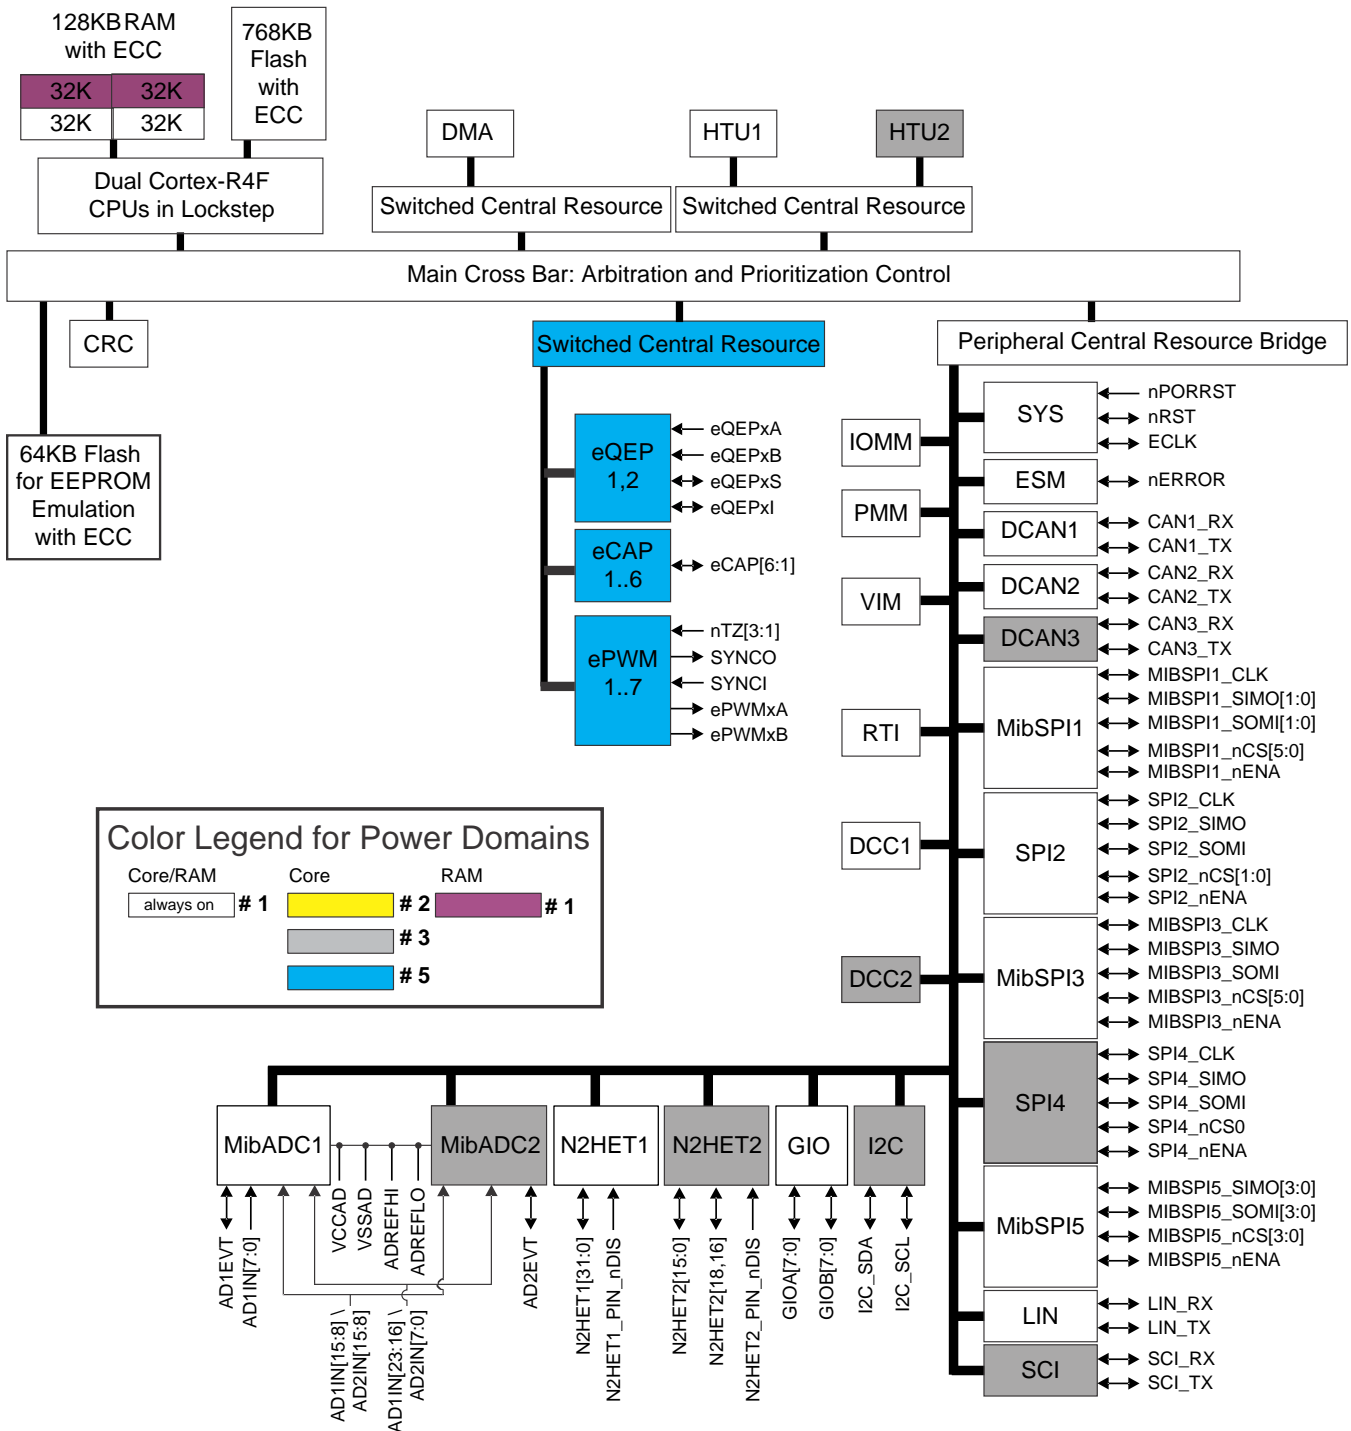 128KB RAM
with ECC
32K
32K
32K
32K
768KB
Flash
with
ECC
DMA
HTU1
HTU2
Dual Cortex-R4F
CPUs in Lockstep
Switched Central Resource
Switched Central Resource
Main Cross Bar: Arbitration and Prioritization Control
CRC
64KB Flash
for EEPROM
Emulation
with ECC
Switched Central Resource
eQEP
1,2
eQEPxA
eQEPxB
eQEPxS
eQEPxI
eCAP
1..6
eCAP[6:1]
ePWM
1..7
nTZ[3:1]
SYNCO
SYNCI
ePWMxA
ePWMxB
Peripheral Central Resource Bridge
IOMM
PMM
VIM
RTI
DCC1
DCC2
SYS
nPORRST
nRST
ECLK
ESM
nERROR
DCAN1
CAN1_RX
CAN1_TX
DCAN2
CAN2_RX
CAN2_TX
DCAN3
CAN3_RX
CAN3_TX
MibSPI1
MIBSPI1_CLK
MIBSPI1_SIMO[1:0]
MIBSPI1_SOMI[1:0]
MIBSPI1_nCS[5:0]
MIBSPI1_nENA
SPI2
SPI2_CLK
SPI2_SIMO
SPI2_SOMI
SPI2_nCS[1:0]
SPI2_nENA
MibSPI3
MIBSPI3_CLK
MIBSPI3_SIMO
MIBSPI3_SOMI
MIBSPI3_nCS[5:0]
MIBSPI3_nENA
SPI4
SPI4_CLK
SPI4_SIMO
SPI4_SOMI
SPI4_nCS0
SPI4_nENA
MibSPI5
MIBSPI5_SIMO[3:0]
MIBSPI5_SOMI[3:0]
MIBSPI5_nCS[3:0]
MIBSPI5_nENA
LIN
LIN_RX
LIN_TX
SCI
SCI_RX
SCI_TX
Color Legend for Power Domains
Core/RAM
Core
RAM
always on
# 1
# 2
# 1
# 3
# 5
MibADC1
MibADC2
N2HET1
N2HET2
GIO
I2C
AD1EVT
AD1IN[7:0]
VCCAD
VSSAD
ADREFHI
ADREFLO
AD1IN[15:8] \
AD2IN[15:8]
AD1IN[23:16] \
AD2IN[7:0]
AD2EVT
N2HET1[31:0]
N2HET1_PIN_nDIS
N2HET2[15:0]
N2HET2[18,16]
N2HET2_PIN_nDIS
GIOA[7:0]
GIOB[7:0]
I2C_SDA
I2C_SCL